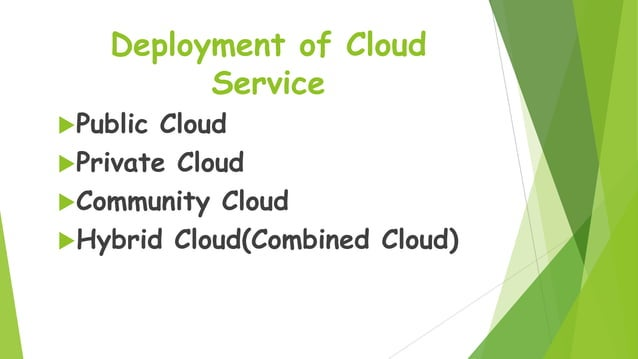 Deployment of Cloud
Service
Public Cloud
Private Cloud
Community Cloud
Hybrid Cloud(Combined Cloud)